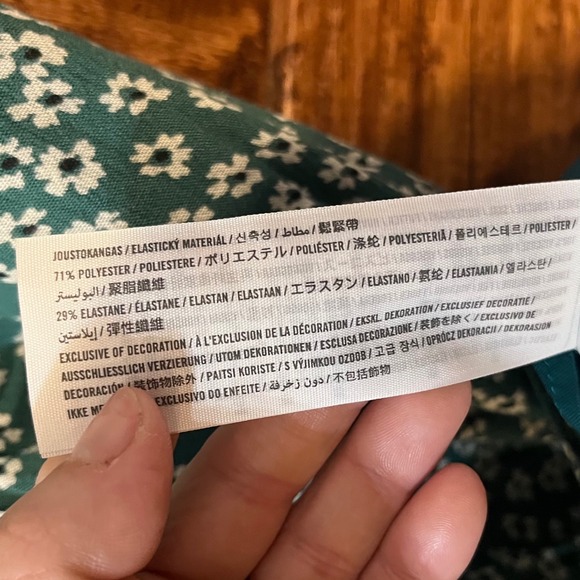 JOUSTOKANGAS / ELASTICKÝ MATERIÁL / 신축성 / مطاط / 鬆緊帶
71% POLYESTER / POLIESTERE / ポリエステル / POLIÉSTER / 涤纶 / POLYESTERIÄ / 폴리에스테르 / POLIESTER /
البوليستر / 聚脂纖維
29% ELASTANE / ÉLASTANE / ELASTAN / ELASTAAN / エラスタン / ELASTANO / 氨纶 / ELASTAANIA / 엘라스탄 /
إيلاستين / 彈性纖維
EXCLUSIVE OF DECORATION / À L'EXCLUSION DE LA DÉCORATION / EKSKL. DEKORATION / EXCLUSIEF DECORATIE /
AUSSCHLIESSLICH VERZIERUNG / UTOM DEKORATIONEN / ESCLUSA DECORAZIONE / 装飾を除く / EXCLUSIVO DE
DECORACIÓN / 装饰物除外 / PAITSI KORISTE / S VÝJIMKOU OZDOB / 고급 장식 / OPRÓCZ DEKORACJI / DEKORASION
IKKE / EXCLUSIVO DO ENFEITE / دون زخرفة / 不包括飾物